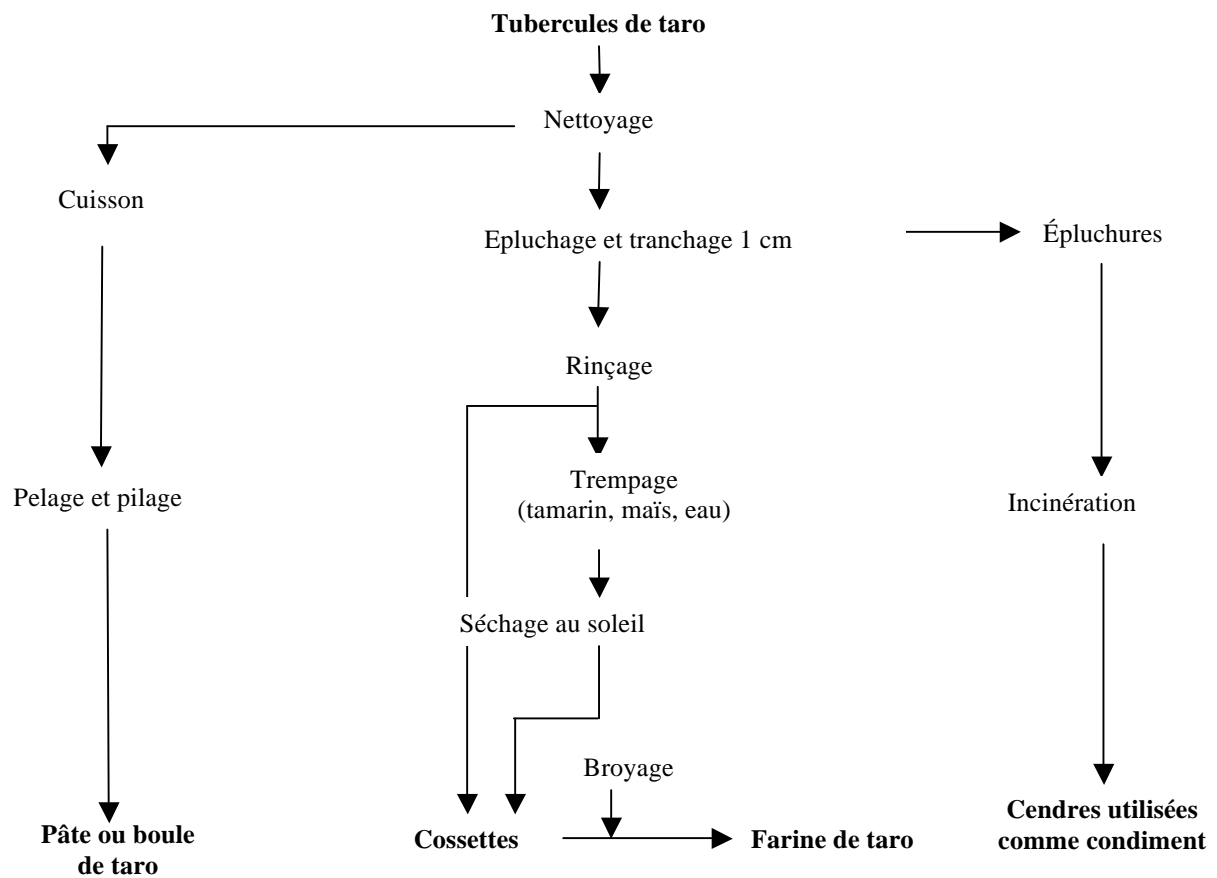 Tubercules de taro
Nettoyage
Cuisson
Epluchage et tranchage 1 cm
Épluchures
Rinçage
Trempage
(tamarin, maïs, eau)
Pelage et pilage
Incinération
Séchage au soleil
Broyage
Pâte ou boule
de taro
Cossettes
Farine de taro
Cendres utilisées
comme condiment